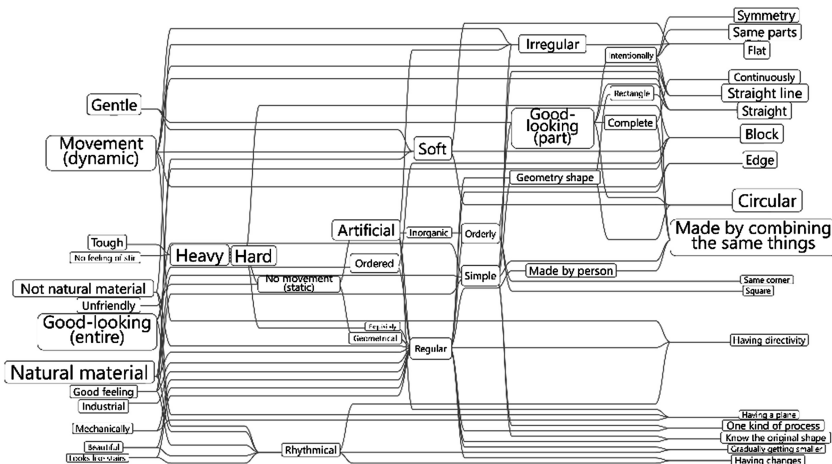 Symmetry
Same parts
Irregular
Flat
Intentionally
Continuously
Rectangle
Straight line
Gentle
Straight
Good-
looking
(part)
Complete
Block
Movement
(dynamic)
Soft
Edge
Geometry shape
Circular
Artificial
Inorganic
Orderly
Made by combining
the same things
Tough
No feeling of stir
Heavy
Hard
Ordered
Made by person
Simple
No movement
(static)
Same corner
Square
Not natural material
Unfriendly
Good-looking
(entire)
Geometrical
Regular
Having directivity
Natural material
Good feeling
Industrial
Having a plane
Mechanically
One kind of process
Know the original shape
Beautiful
Rhythmical
Gradually getting smaller
Looks like stairs
Having changes